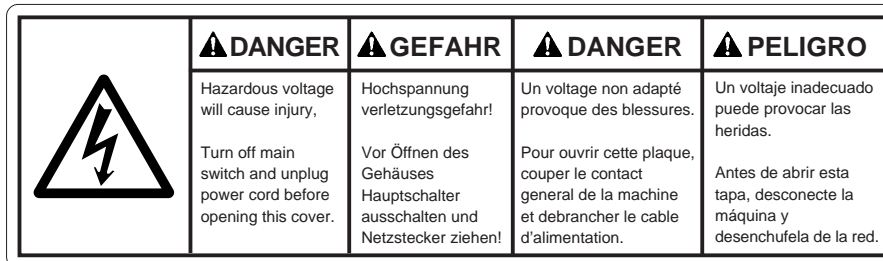 DANGER
Hazardous voltage
will cause injury,
Turn off main
switch and unplug
power cord before
opening this cover.
GEFAHR
Hochspannung
verletzungsgefahr!
Vor Öffnen des
Gehäuses
Hauptschalter
ausschalten und
Netzstecker ziehen!
DANGER
Un voltage non adapté
provoque des blessures.
Pour ouvrir cette plaque,
couper le contact
general de la machine
et debrancher le cable
d'alimentation.
PELIGRO
Un voltaje inadecuado
puede provocar las
heridas.
Antes de abrir esta
tapa, desconecte la
máquina y
desenchufela de la red.